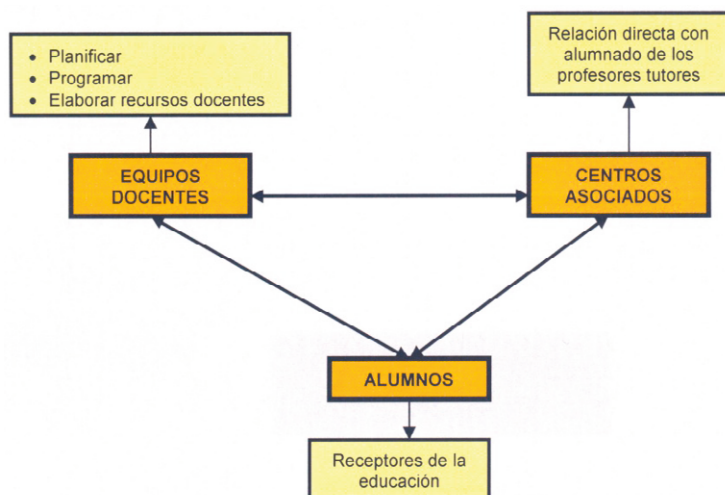 • Planificar
• Programar
• Elaborar recursos docentes
Relación directa con
alumnado de los
profesores tutores
EQUIPOS
DOCENTES
CENTROS
ASOCIADOS
ALUMNOS
Receptores de la
educación